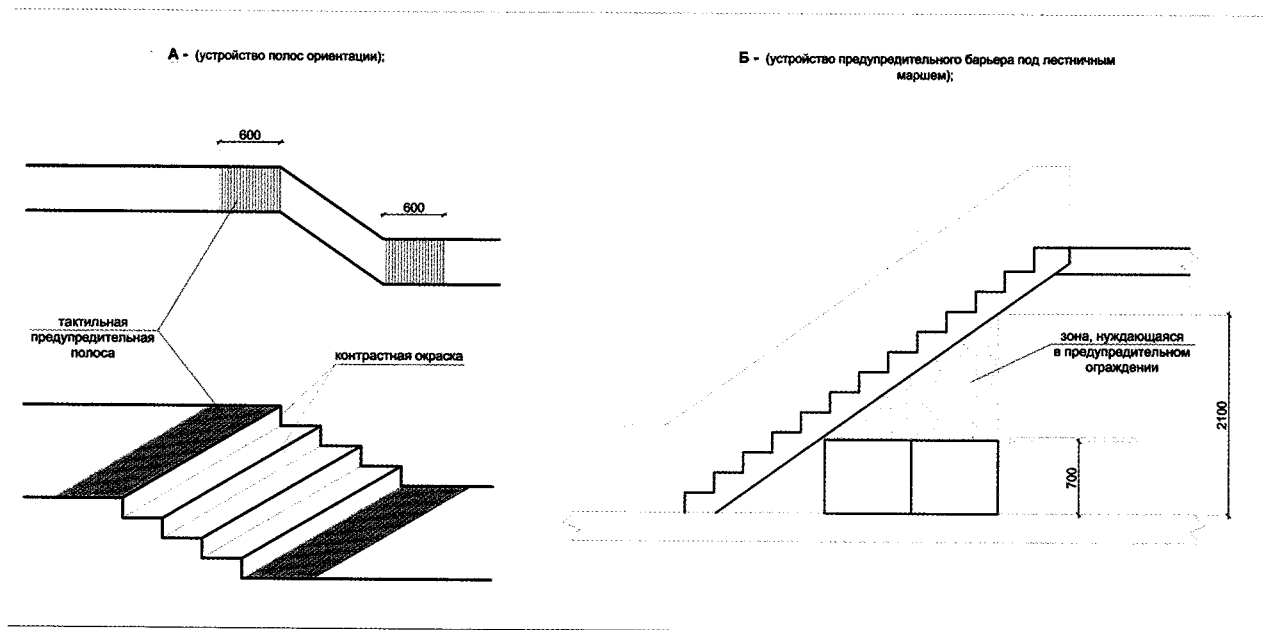 А - (устройство полос ориентации);
Б - (устройство предупредительного барьера под лестничным
маршем);
600
600
тактильная
предупредительная
полоса
контрастная окраска
зона, нуждающаяся
в предупредительном
ограждении
2100
700